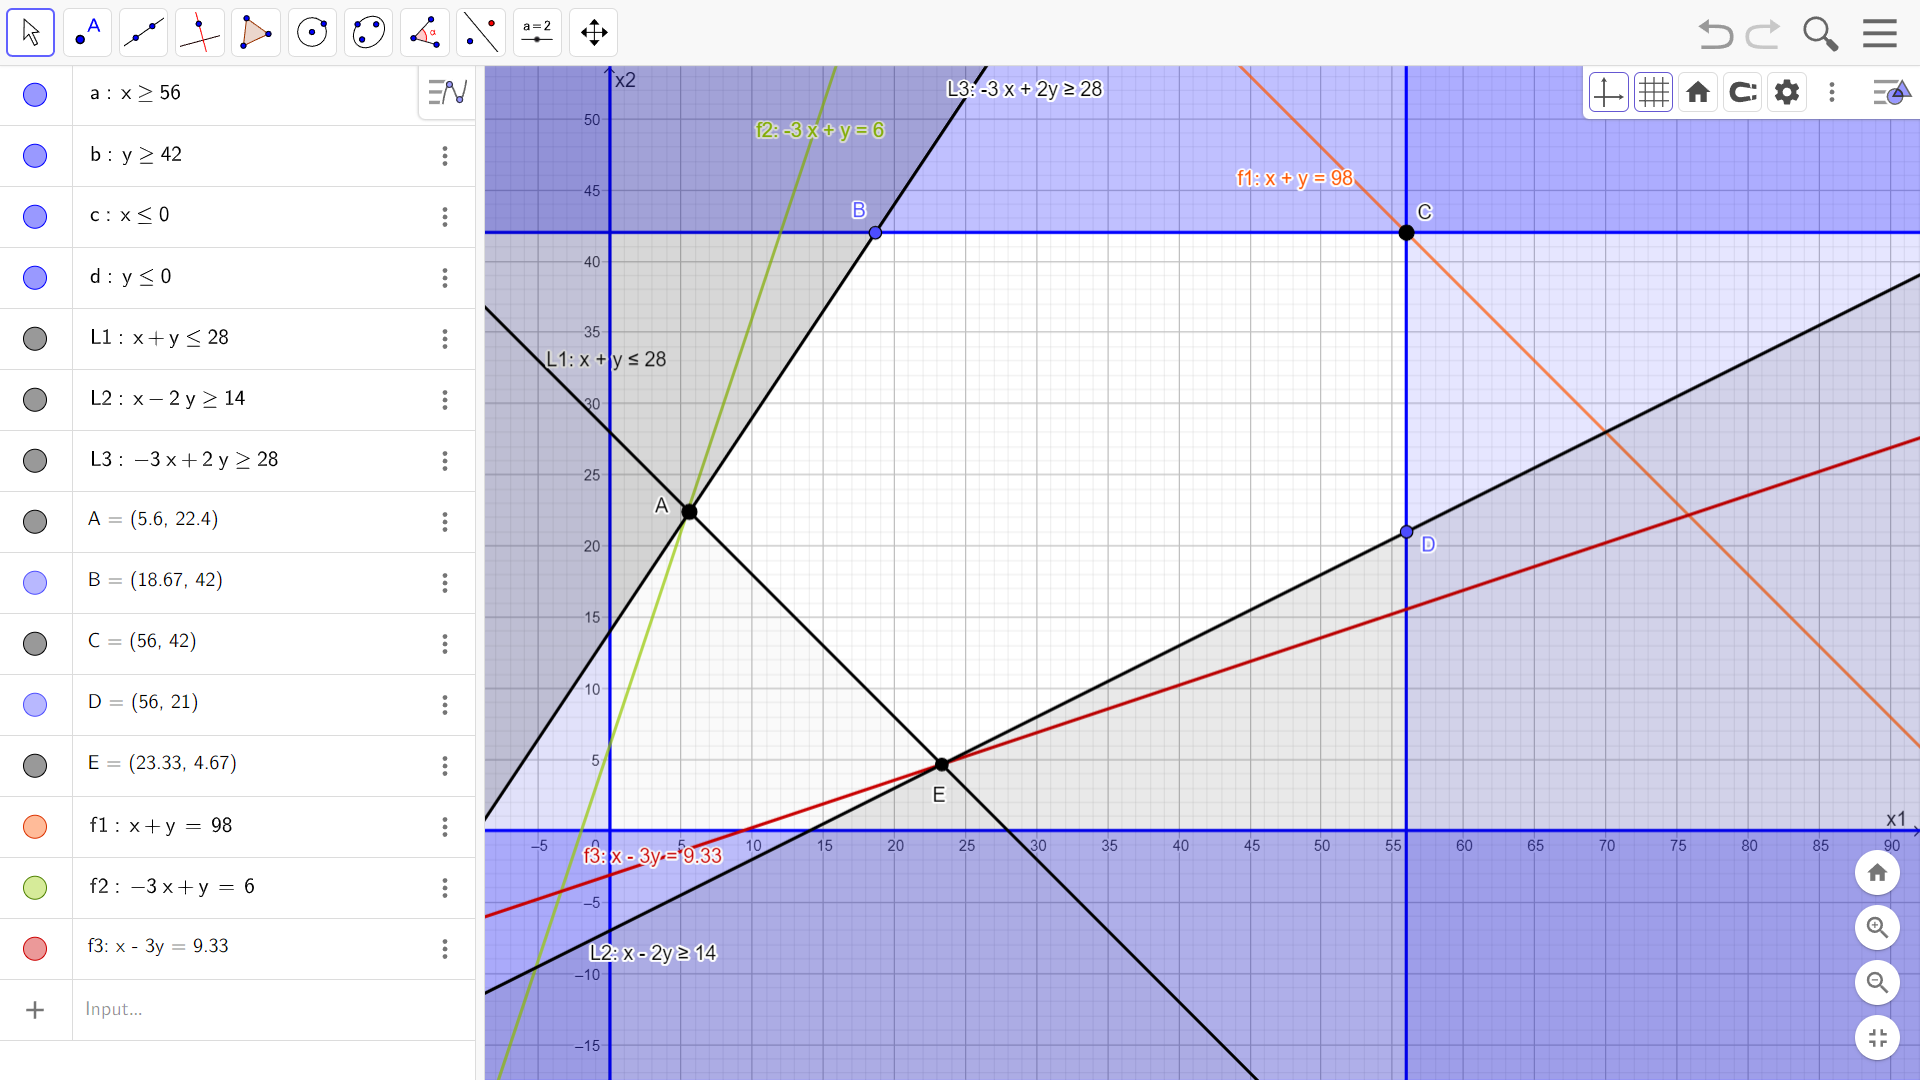 A
α
a = 2
a : x ≥ 56
b : y ≥ 42
c : x ≤ 0
d : y ≤ 0
L1 : x + y ≤ 28
L2 : x − 2 y ≥ 14
L3 : −3 x + 2 y ≥ 28
A = (5.6, 22.4)
B = (18.67, 42)
C = (56, 42)
D = (56, 21)
E = (23.33, 4.67)
f1 : x + y = 98
f2 : −3 x + y = 6
f3: x - 3y = 9.33
Input...
x2
L3: -3 x + 2y ≥ 28
50
f2: -3 x + y = 6
f1: x + y = 98
45
B
C
40
35
L1: x + y ≤ 28
30
25
A
20
D
15
10
5
E
x1
−5 0 5 10 15 20 25 30 35 40 45 50 55 60 65 70 75 80 85 90
f3: x - 3y = 9.33
−5
L2: x - 2y ≥ 14
−10
−15